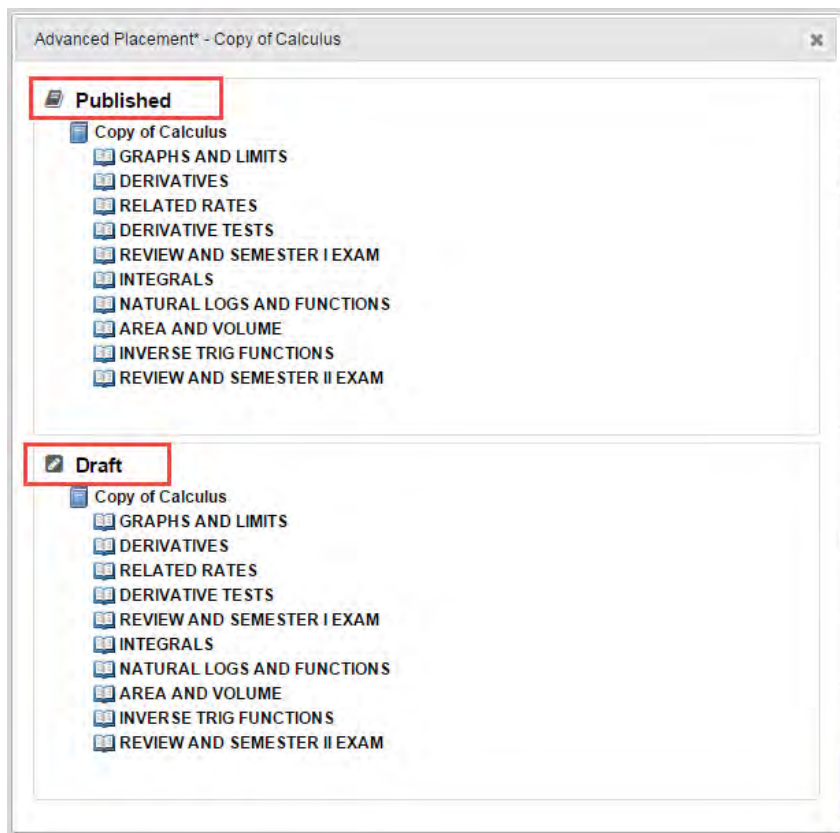 Advanced Placement* - Copy of Calculus
Published
Copy of Calculus
GRAPHS AND LIMITS
DERIVATIVES
RELATED RATES
DERIVATIVE TESTS
REVIEW AND SEMESTER I EXAM
INTEGRALS
NATURAL LOGS AND FUNCTIONS
AREA AND VOLUME
INVERSE TRIG FUNCTIONS
REVIEW AND SEMESTER II EXAM
Draft
Copy of Calculus
GRAPHS AND LIMITS
DERIVATIVES
RELATED RATES
DERIVATIVE TESTS
REVIEW AND SEMESTER I EXAM
INTEGRALS
NATURAL LOGS AND FUNCTIONS
AREA AND VOLUME
INVERSE TRIG FUNCTIONS
REVIEW AND SEMESTER II EXAM